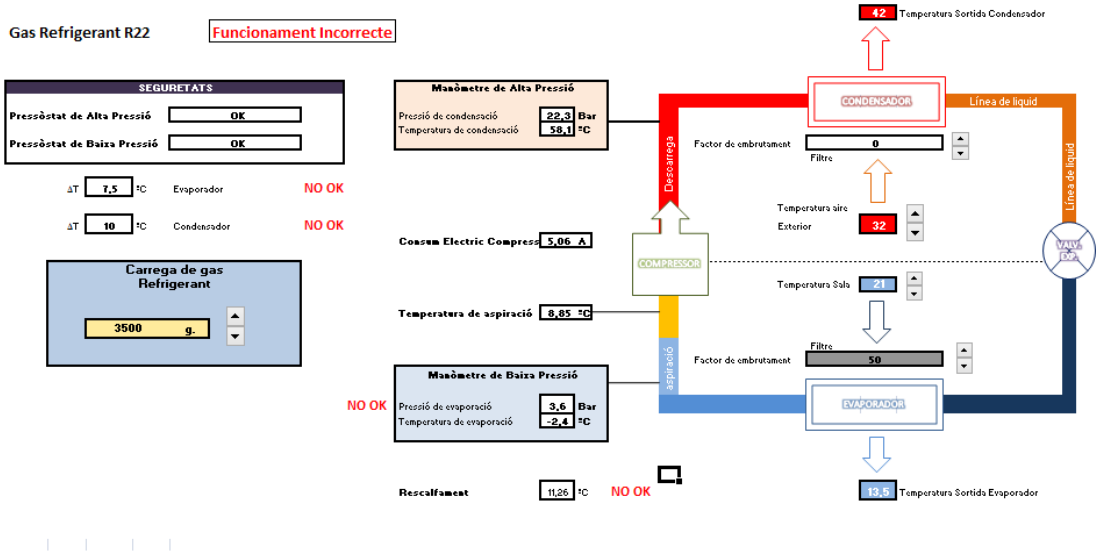 42 Temperatura Sortida Condensador
Gas Refrigerant R22
Funcionament Incorrecte
SEGURETATS
Pressòstat de Alta Pressió OK
Pressòstat de Baixa Pressió OK
ΔT 7,5 ºC Evaporador NO OK
ΔT 10 ºC Condensador NO OK
Carrega de gas
Refrigerant
3500 g.
Manòmetre de Alta Pressió
Pressió de condensació 22,3 Bar
Temperatura de condensació 58,1 ºC
Consum Electric Compress 5,06 A
Temperatura de aspiració 8,85 ºC
Manòmetre de Baixa Pressió
NO OK Pressió de evaporació 3,6 Bar
Temperatura de evaporació -2,4 ºC
Rescalfament 11,26 ºC NO OK
CONDENSADOR
Línea de liquid
Descarrega
Factor de embrutament 0
Filtre
Línea de liquid
Temperatura aire
Exterior 32
COMPRESSOR
VALV.
EXP.
Temperatura Sala 21
Filtre
Factor de embrutament 50
aspiració
EVAPORADOR
13,5 Temperatura Sortida Evaporador